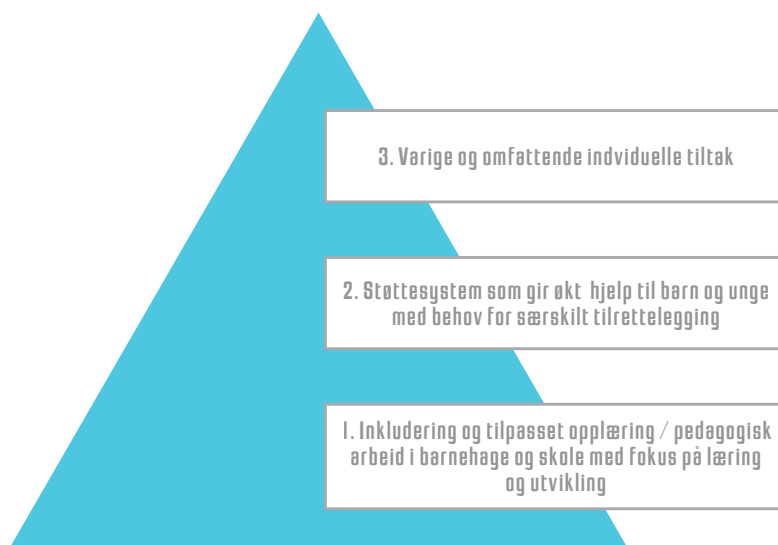 3. Varige og omfattende indviduelle tiltak
2. Støttesystem som gir økt hjelp til barn og unge
med behov for særskilt tilrettelegging
1. Inkludering og tilpasset opplæring / pedagogisk
arbeid i barnehage og skole med fokus på læring
og utvikling